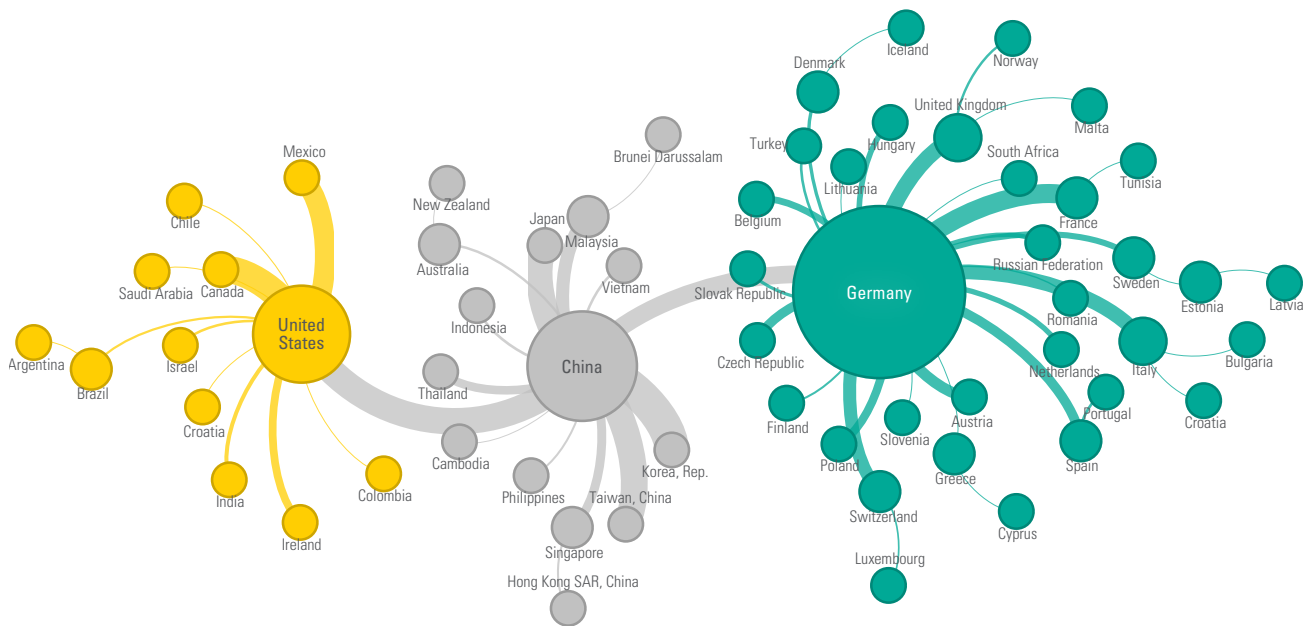 Iceland
Norway
Denmark
United Kingdom
Malta
Turkey
Hungary
Brunei Darussalam
South Africa
Mexico
Tunisia
Lithuania
New Zealand
Japan
Belgium
France
Chile
Malaysia
Australia
Russian Federation
Saudi Arabia
Canada
Vietnam
Slovak Republic
Germany
Sweden
Estonia
Latvia
Indonesia
Romania
United
States
Argentina
Israel
Brazil
China
Czech Republic
Netherlands
Italy
Bulgaria
Thailand
Croatia
Finland
Slovenia
Austria
Portugal
Croatia
Cambodia
Korea, Rep.
Poland
Spain
India
Colombia
Philippines
Taiwan, China
Greece
Switzerland
Ireland
Singapore
Cyprus
Luxembourg
Hong Kong SAR, China